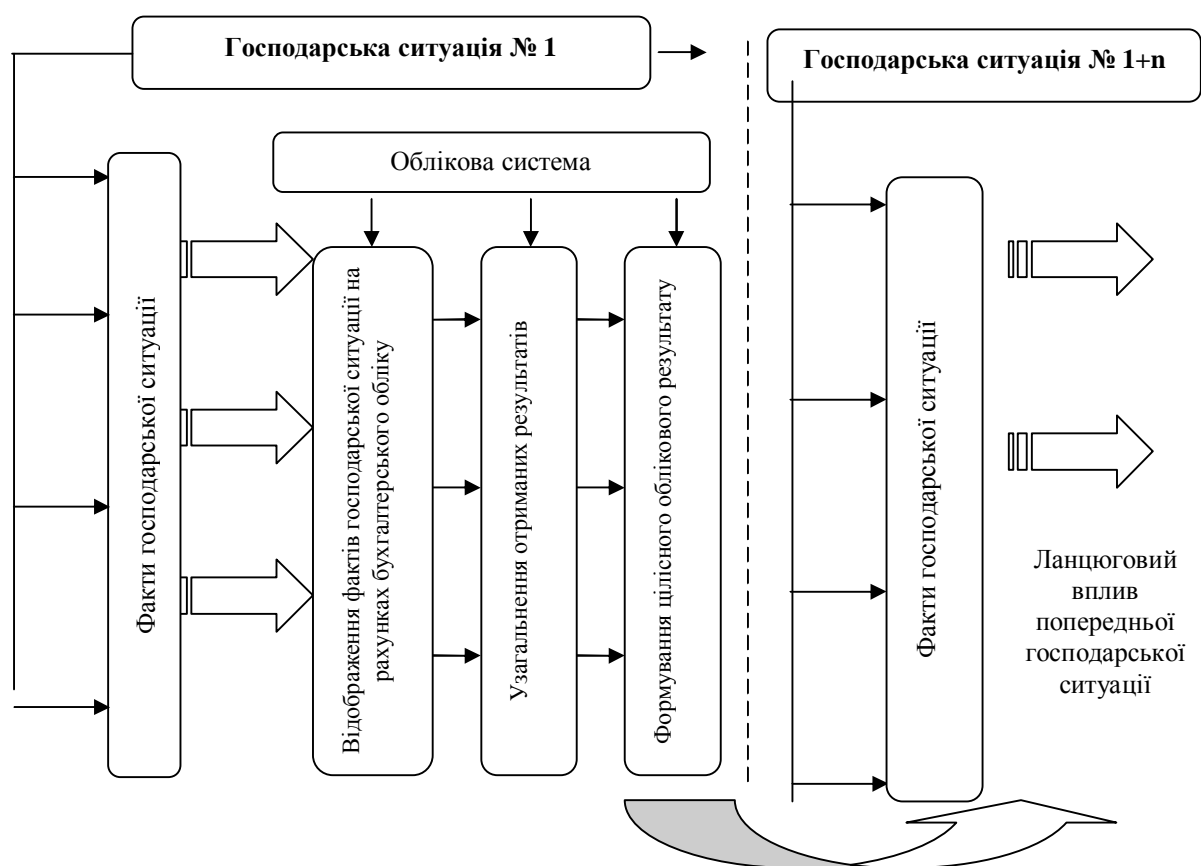 Господарська ситуація № 1
Господарська ситуація № 1+n
Облікова система
Факти господарської ситуації
Відображення фактів господарської ситуації на
рахунках бухгалтерського обліку
Узагальнення отриманих результатів
Формування цілісного облікового результату
Факти господарської ситуації
Ланцюговий
вплив
попередньої
господарської
ситуації